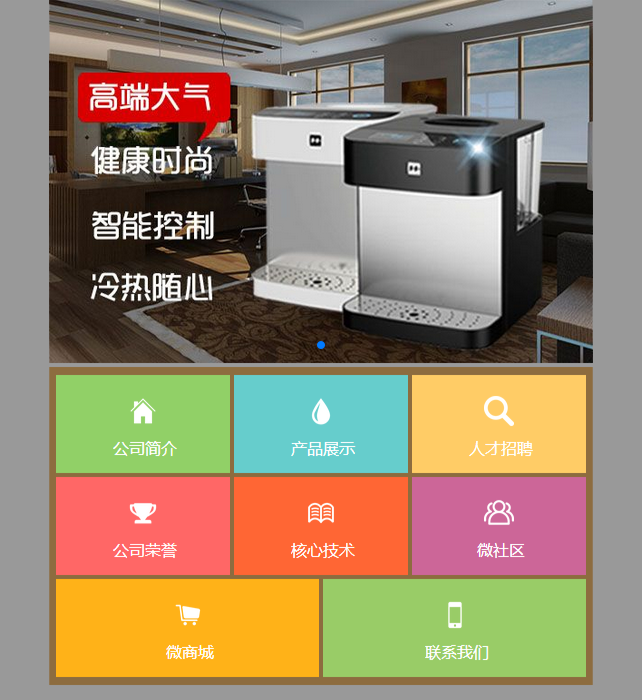 高端大气
健康时尚
智能控制
冷热随心
公司简介
产品展示
人才招聘
公司荣誉
核心技术
微社区
微商城
联系我们